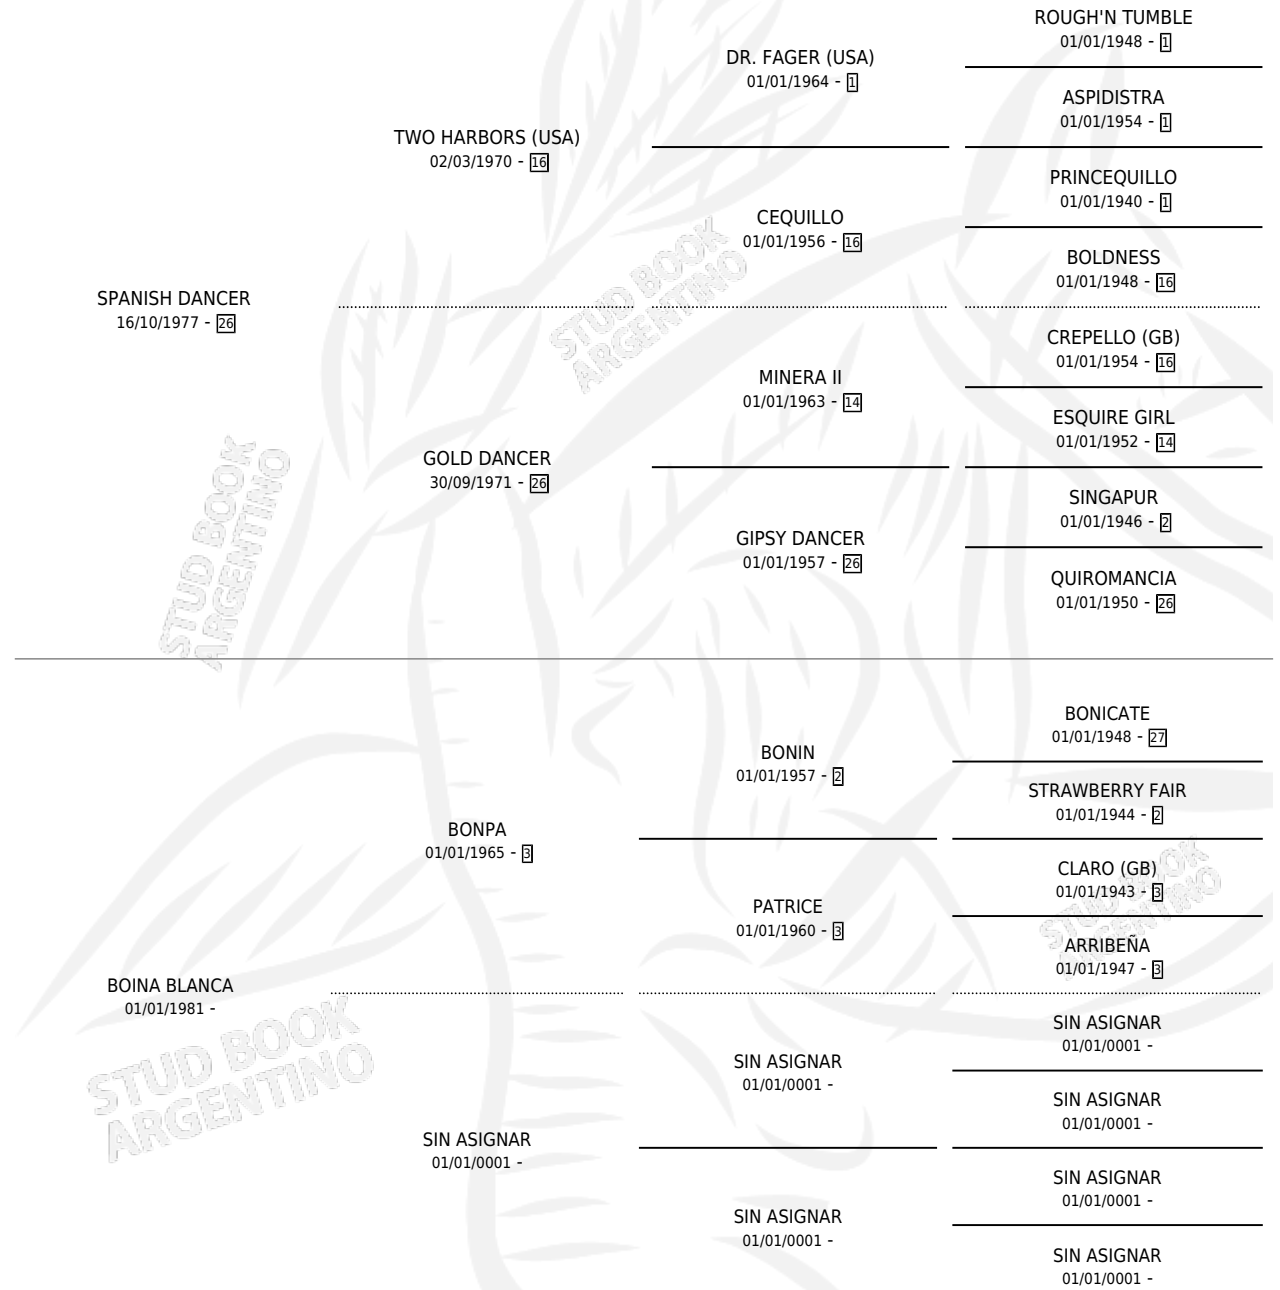 ROUGH'N TUMBLE
01/01/1948 - 1
DR. FAGER (USA)
01/01/1964 - 1
ASPIDISTRA
01/01/1954 - 1
TWO HARBORS (USA)
02/03/1970 - 16
PRINCEQUILLO
01/01/1940 - 1
CEQUILLO
01/01/1956 - 16
BOLDNESS
01/01/1948 - 16
SPANISH DANCER
16/10/1977 - 26
STUD BOOK
ARGENTINO
CREPELLO (GB)
01/01/1954 - 16
MINERA II
01/01/1963 - 14
ESQUIRE GIRL
01/01/1952 - 14
GOLD DANCER
30/09/1971 - 26
SINGAPUR
01/01/1946 - 2
GIPSY DANCER
01/01/1957 - 26
QUIROMANCIA
01/01/1950 - 26
STUD BOOK
ARGENTINO
BONICATE
01/01/1948 - 27
BONIN
01/01/1957 - 2
STRAWBERRY FAIR
01/01/1944 - 2
BONPA
01/01/1965 - 3
CLARO (GB)
01/01/1943 - 3
STUD BOOK
ARGENTINO
PATRICE
01/01/1960 - 3
ARRIBEÑA
01/01/1947 - 3
BOINA BLANCA
01/01/1981 -
STUD BOOK
ARGENTINO
SIN ASIGNAR
01/01/0001 -
SIN ASIGNAR
01/01/0001 -
SIN ASIGNAR
01/01/0001 -
SIN ASIGNAR
01/01/0001 -
SIN ASIGNAR
01/01/0001 -
SIN ASIGNAR
01/01/0001 -
SIN ASIGNAR
01/01/0001 -